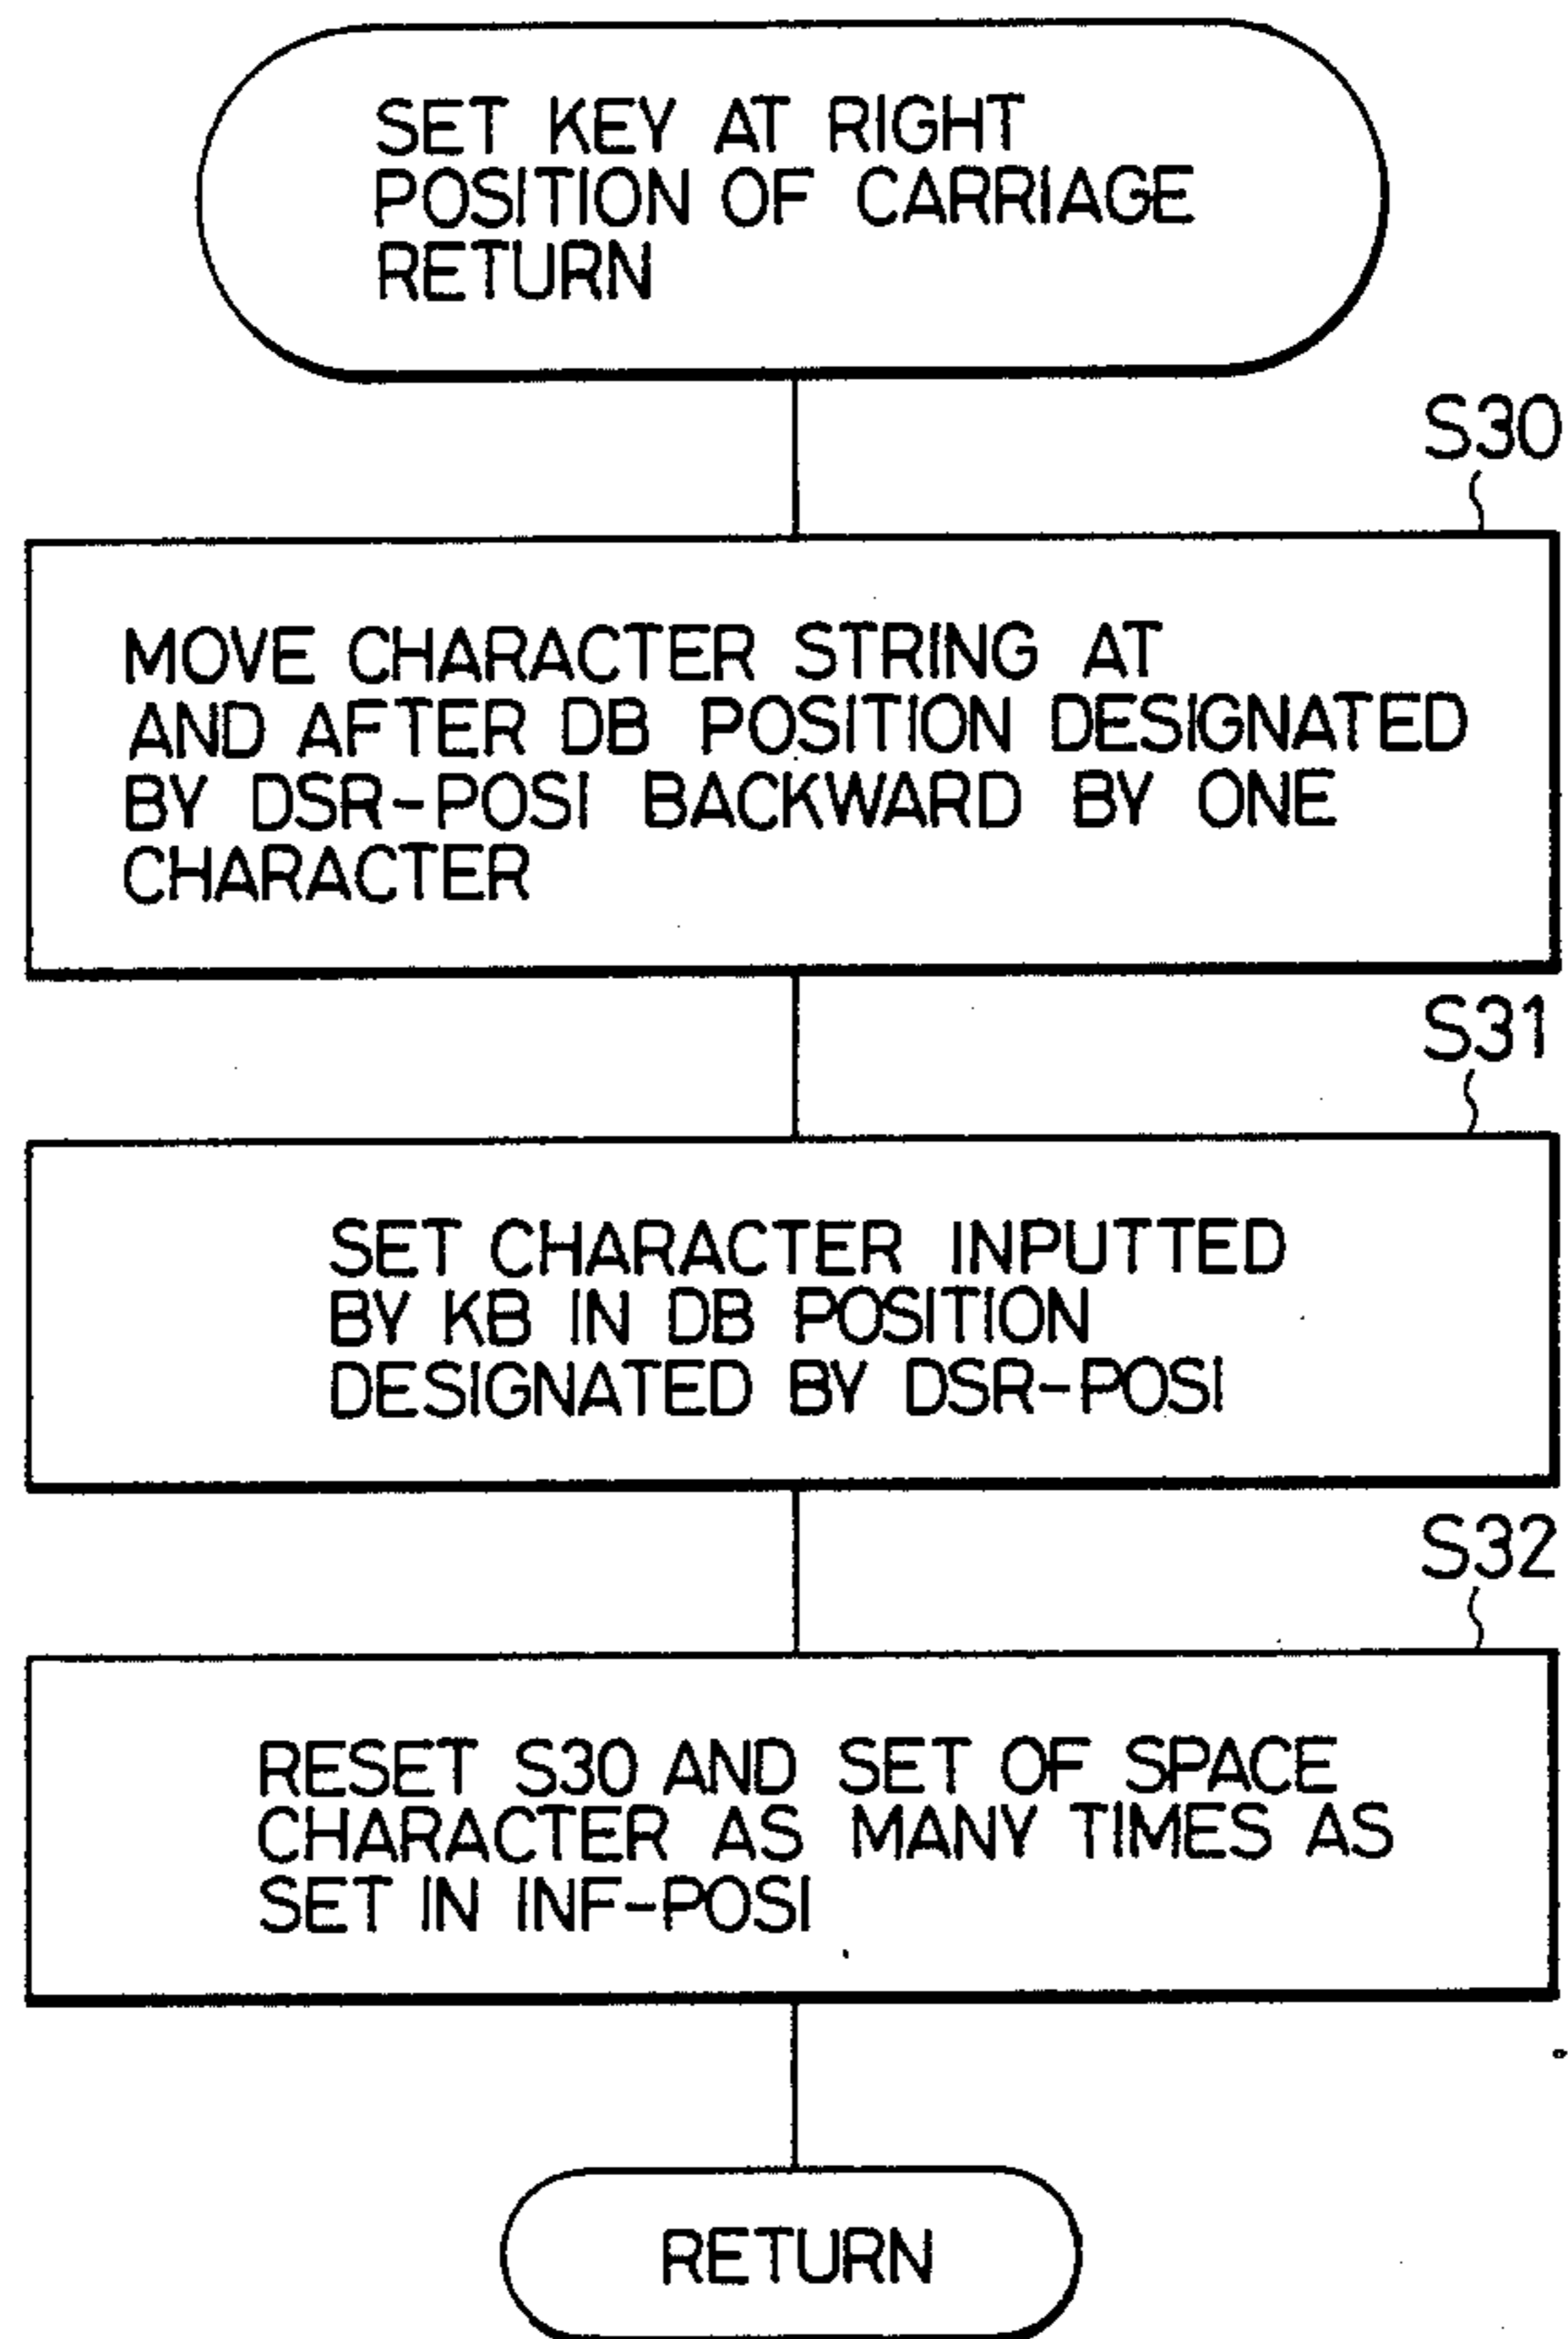 SET KEY AT RIGHT
POSITION OF CARRIAGE
RETURN
S30
MOVE CHARACTER STRING AT
AND AFTER DB POSITION DESIGNATED
BY DSR-POSI BACKWARD BY ONE
CHARACTER
S31
SET CHARACTER INPUTTED
BY KB IN DB POSITION
DESIGNATED BY DSR-POSI
S32
RESET S30 AND SET OF SPACE
CHARACTER AS MANY TIMES AS
SET IN INF-POSI
RETURN